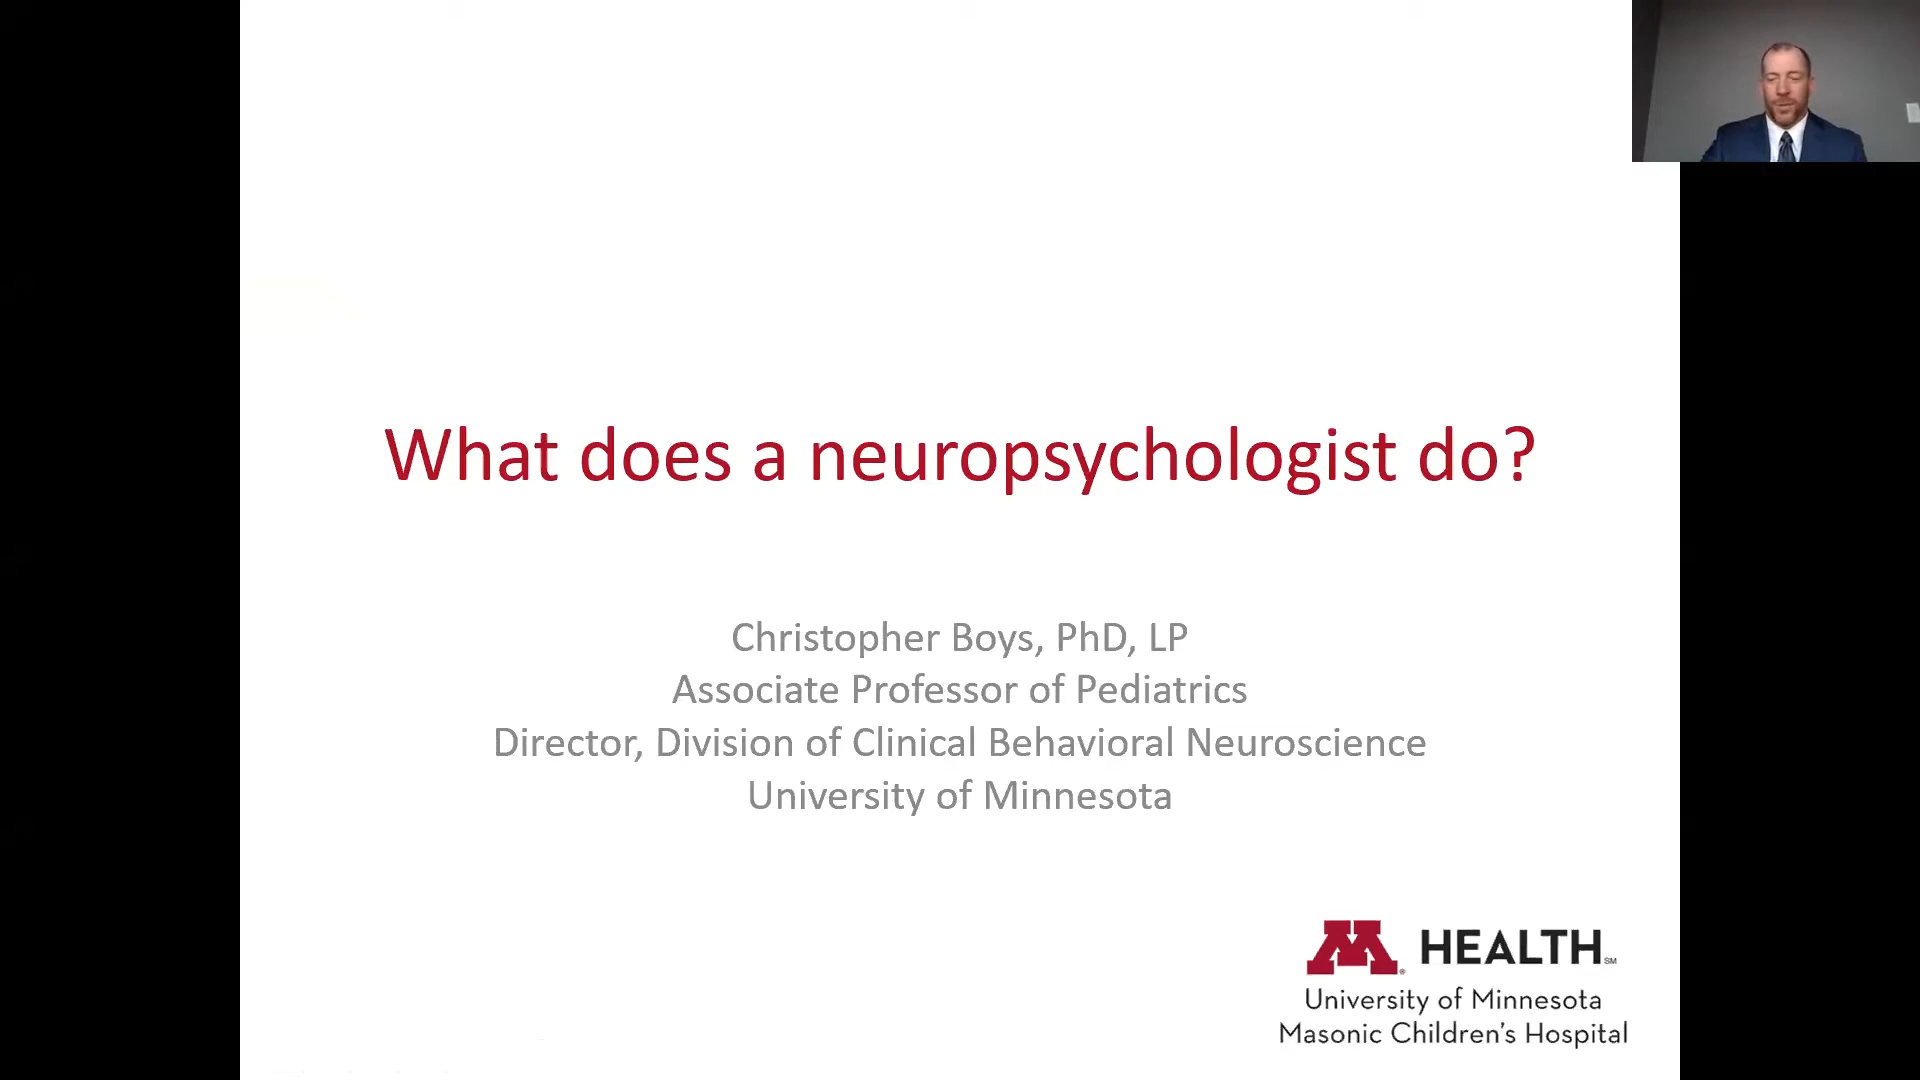 What does a neuropsychologist do?
Christopher Boys, PhD, LP
Associate Professor of Pediatrics
Director, Division of Clinical Behavioral Neuroscience
University of Minnesota
M® HEALTH SM
University of Minnesota
Masonic Children's Hospital